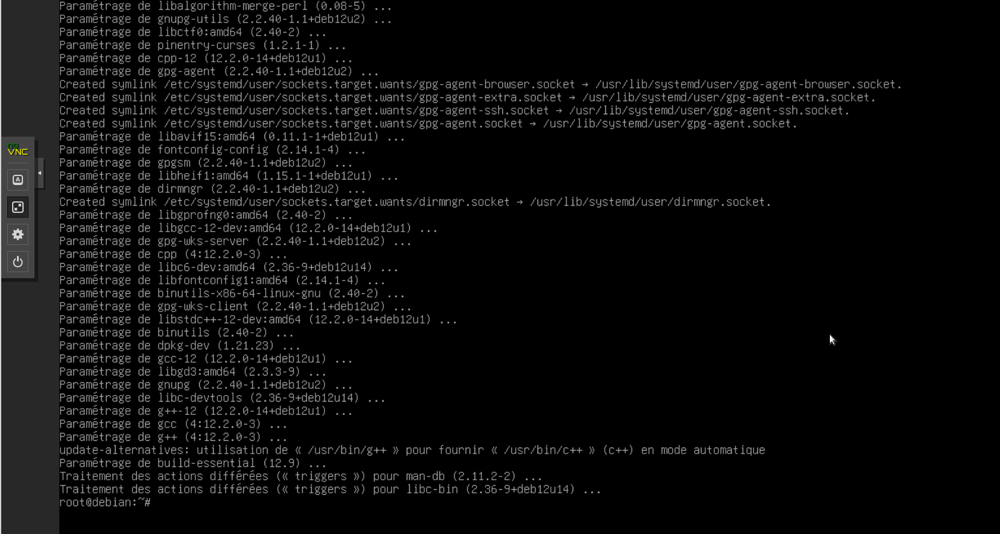 Paramétrage de libalgorithm-merge-perl (0.08-5) ...
Paramétrage de gnupg-utils (2.2.40-1.1+deb12u2) ...
Paramétrage de libctf0:amd64 (2.40-2) ...
Paramétrage de pinentry-curses (1.2.1-1) ...
Paramétrage de cpp-12 (12.2.0-14+deb12u1) ...
Paramétrage de gpg-agent (2.2.40-1.1+deb12u2) ...
Created symlink /etc/systemd/user/sockets.target.wants/gpg-agent-browser.socket → /usr/lib/systemd/user/gpg-agent-browser.socket.
Created symlink /etc/systemd/user/sockets.target.wants/gpg-agent-extra.socket → /usr/lib/systemd/user/gpg-agent-extra.socket.
Created symlink /etc/systemd/user/sockets.target.wants/gpg-agent-ssh.socket → /usr/lib/systemd/user/gpg-agent-ssh.socket.
Created symlink /etc/systemd/user/sockets.target.wants/gpg-agent.socket → /usr/lib/systemd/user/gpg-agent.socket.
Paramétrage de libavif15:amd64 (0.11.1-1+deb12u1) ...
Paramétrage de fontconfig-config (2.14.1-4) ...
Paramétrage de gpgsm (2.2.40-1.1+deb12u2) ...
Paramétrage de libheif1:amd64 (1.15.1-1+deb12u1) ...
Paramétrage de dirmngr (2.2.40-1.1+deb12u2) ...
Created symlink /etc/systemd/user/sockets.target.wants/dirmngr.socket → /usr/lib/systemd/user/dirmngr.socket.
Paramétrage de libgprofng0:amd64 (2.40-2) ...
Paramétrage de libgcc-12-dev:amd64 (12.2.0-14+deb12u1) ...
Paramétrage de gpg-wks-server (2.2.40-1.1+deb12u2) ...
Paramétrage de cpp (4:12.2.0-3) ...
Paramétrage de libc6-dev:amd64 (2.36-9+deb12u14) ...
Paramétrage de libfontconfig1:amd64 (2.14.1-4) ...
Paramétrage de binutils-x86-64-linux-gnu (2.40-2) ...
Paramétrage de gpg-wks-client (2.2.40-1.1+deb12u2) ...
Paramétrage de libstdc++-12-dev:amd64 (12.2.0-14+deb12u1) ...
Paramétrage de binutils (2.40-2) ...
Paramétrage de dpkg-dev (1.21.23) ...
Paramétrage de gcc-12 (12.2.0-14+deb12u1) ...
Paramétrage de libgd3:amd64 (2.3.3-9) ...
Paramétrage de gnupg (2.2.40-1.1+deb12u2) ...
Paramétrage de libc-devtools (2.36-9+deb12u14) ...
Paramétrage de g++-12 (12.2.0-14+deb12u1) ...
Paramétrage de gcc (4:12.2.0-3) ...
Paramétrage de g++ (4:12.2.0-3) ...
update-alternatives: utilisation de « /usr/bin/g++ » pour fournir « /usr/bin/c++ » (c++) en mode automatique
Paramétrage de build-essential (12.9) ...
Traitement des actions différées (« triggers ») pour man-db (2.11.2-2) ...
Traitement des actions différées (« triggers ») pour libc-bin (2.36-9+deb12u14) ...
root@debian:~#
no
VNC
A